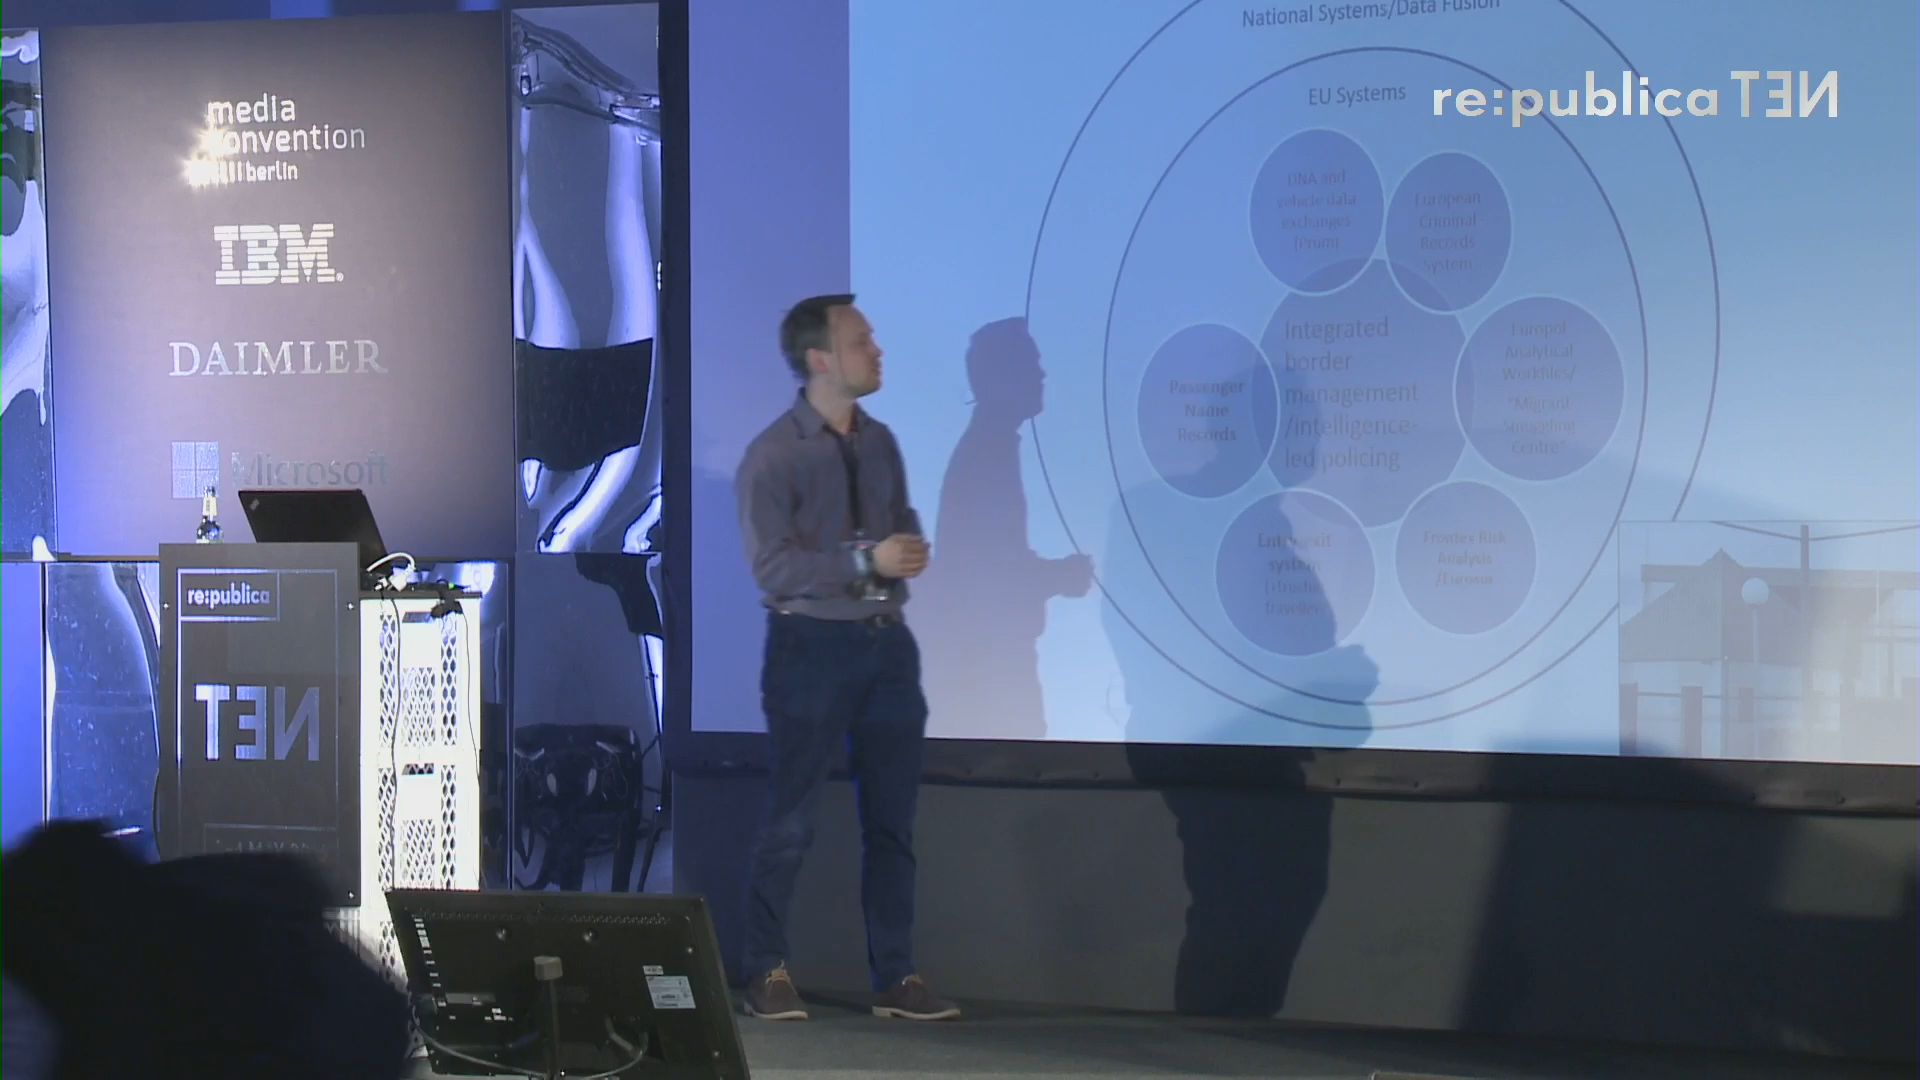 media
convention
berlin
IBM
DAIMLER
Microsoft
re:publica
TEN
National Systems/Data Fusion
re:publica TEN
EU Systems
DNA and
vehicle data
exchanges
(Prüm)
European
Criminal
Records
System
Integrated
border
management
/intelligence-
led policing
Europol
Analytical
Workfiles/
"Migrant
Smuggling
Centre"
Passenger
Name
Records
system
Frontex Risk
Analysis
/Eurosur